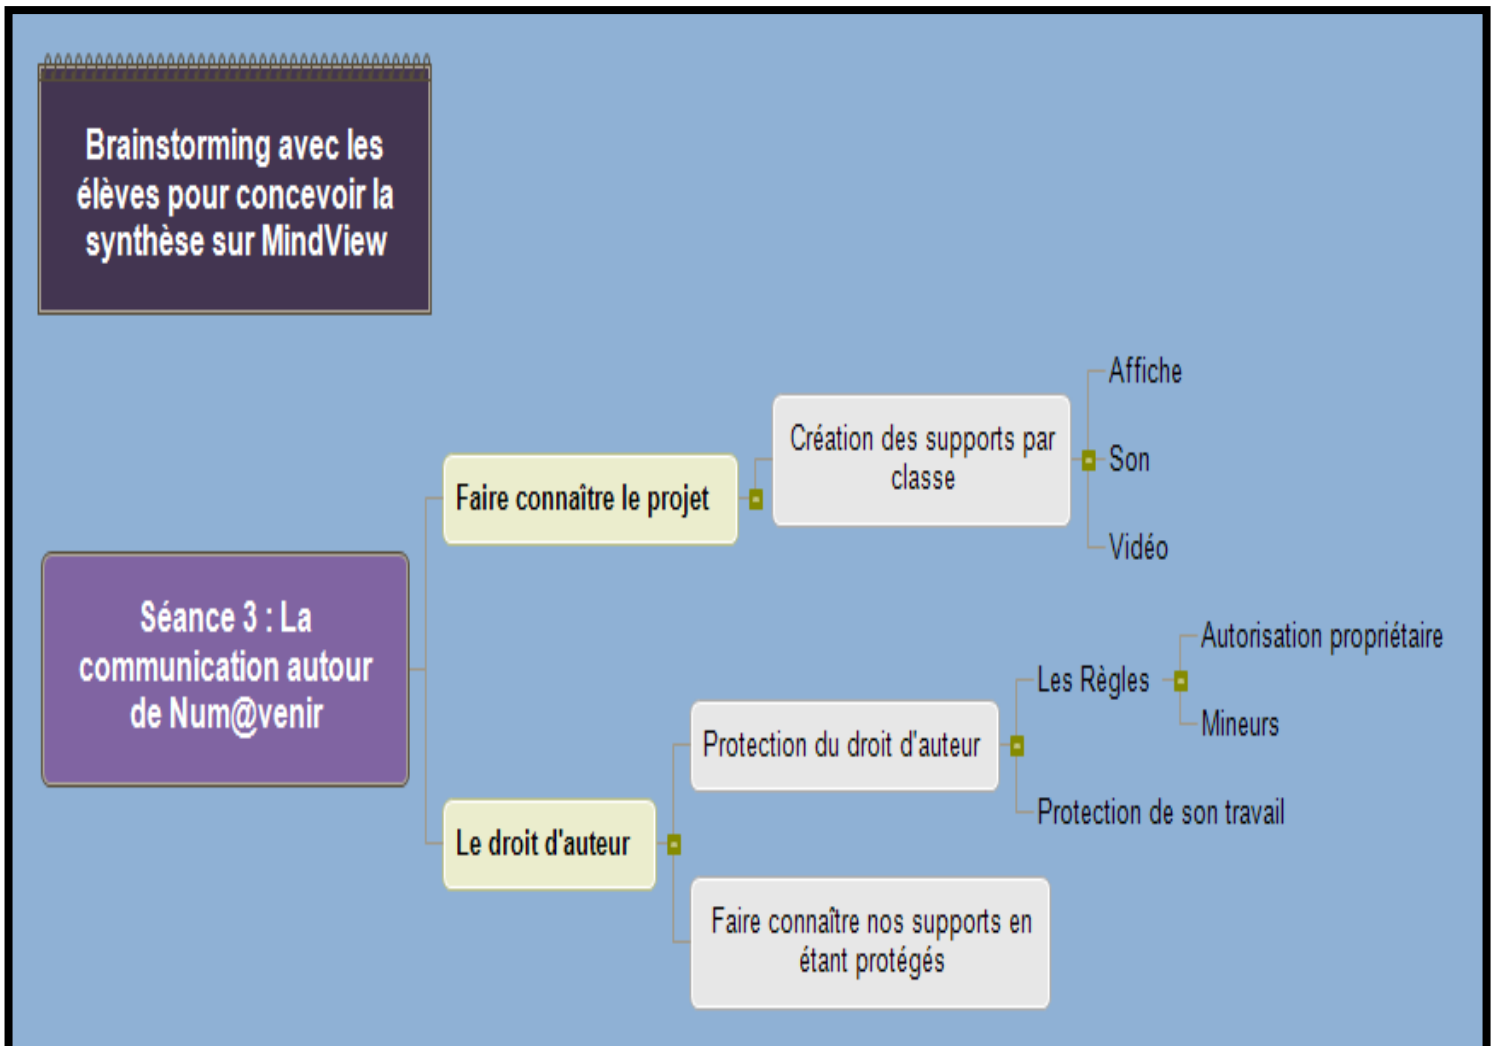 Brainstorming avec les
élèves pour concevoir la
synthèse sur MindView
Séance 3 : La
communication autour
de Num@venir
Faire connaître le projet
Création des supports par
classe
Affiche
Son
Vidéo
Le droit d'auteur
Protection du droit d'auteur
Les Règles
Autorisation propriétaire
Mineurs
Protection de son travail
Faire connaître nos supports en
étant protégés